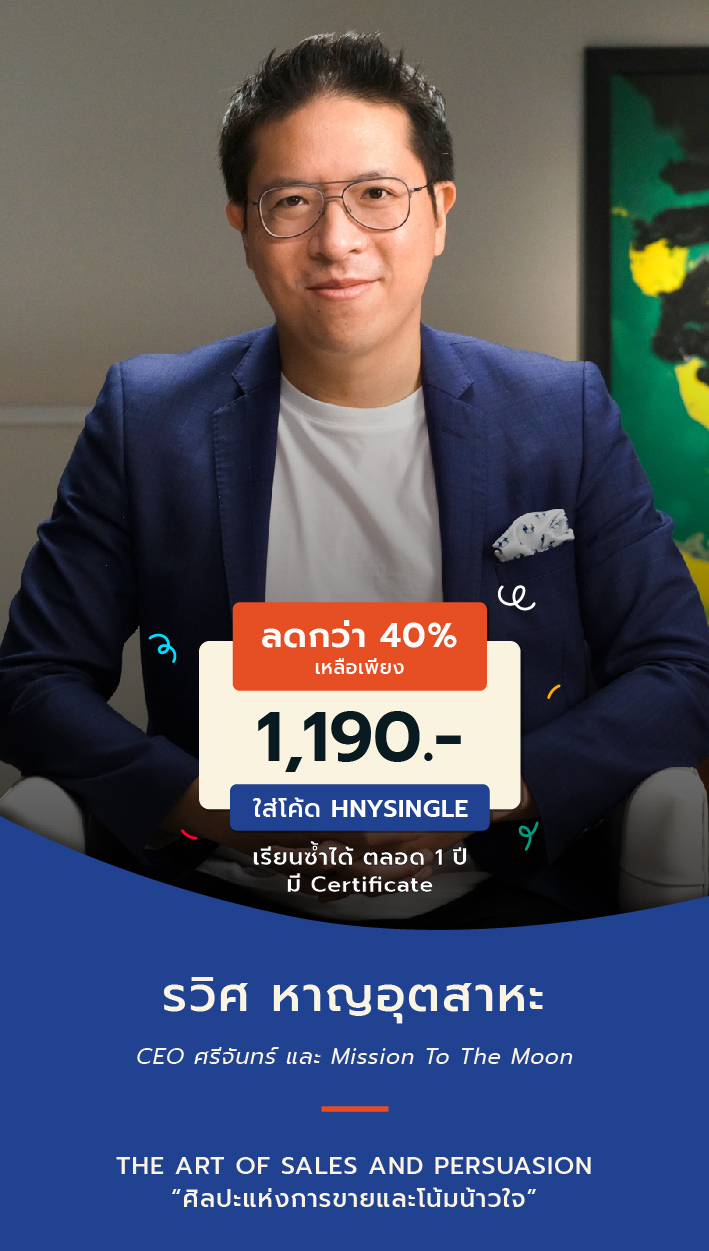 ลดกว่า 40%
เหลือเพียง
1,190.-
ใส่โค้ด HNYSINGLE
เรียนซ้ำได้ ตลอด 1 ปี
มี Certificate
รวิศ หาญอุตสาหะ
CEO ศรีจันทร์ และ Mission To The Moon
THE ART OF SALES AND PERSUASION
“ศิลปะแห่งการขายและโน้มน้าวใจ”